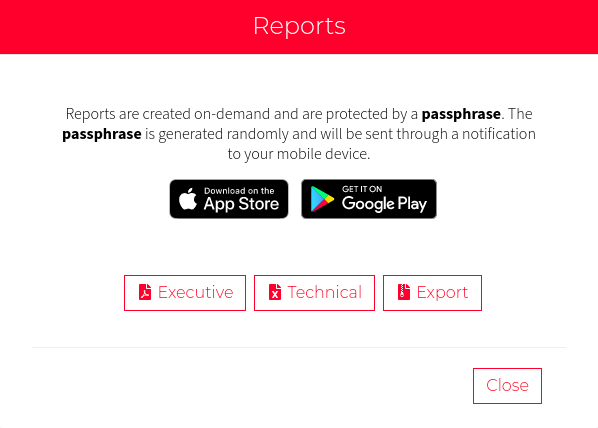 Reports
Reports are created on-demand and are protected by a passphrase. The
passphrase is generated randomly and will be sent through a notification
to your mobile device.
Download on the
App Store
GET IT ON
Google Play
Executive
Technical
Export
Close